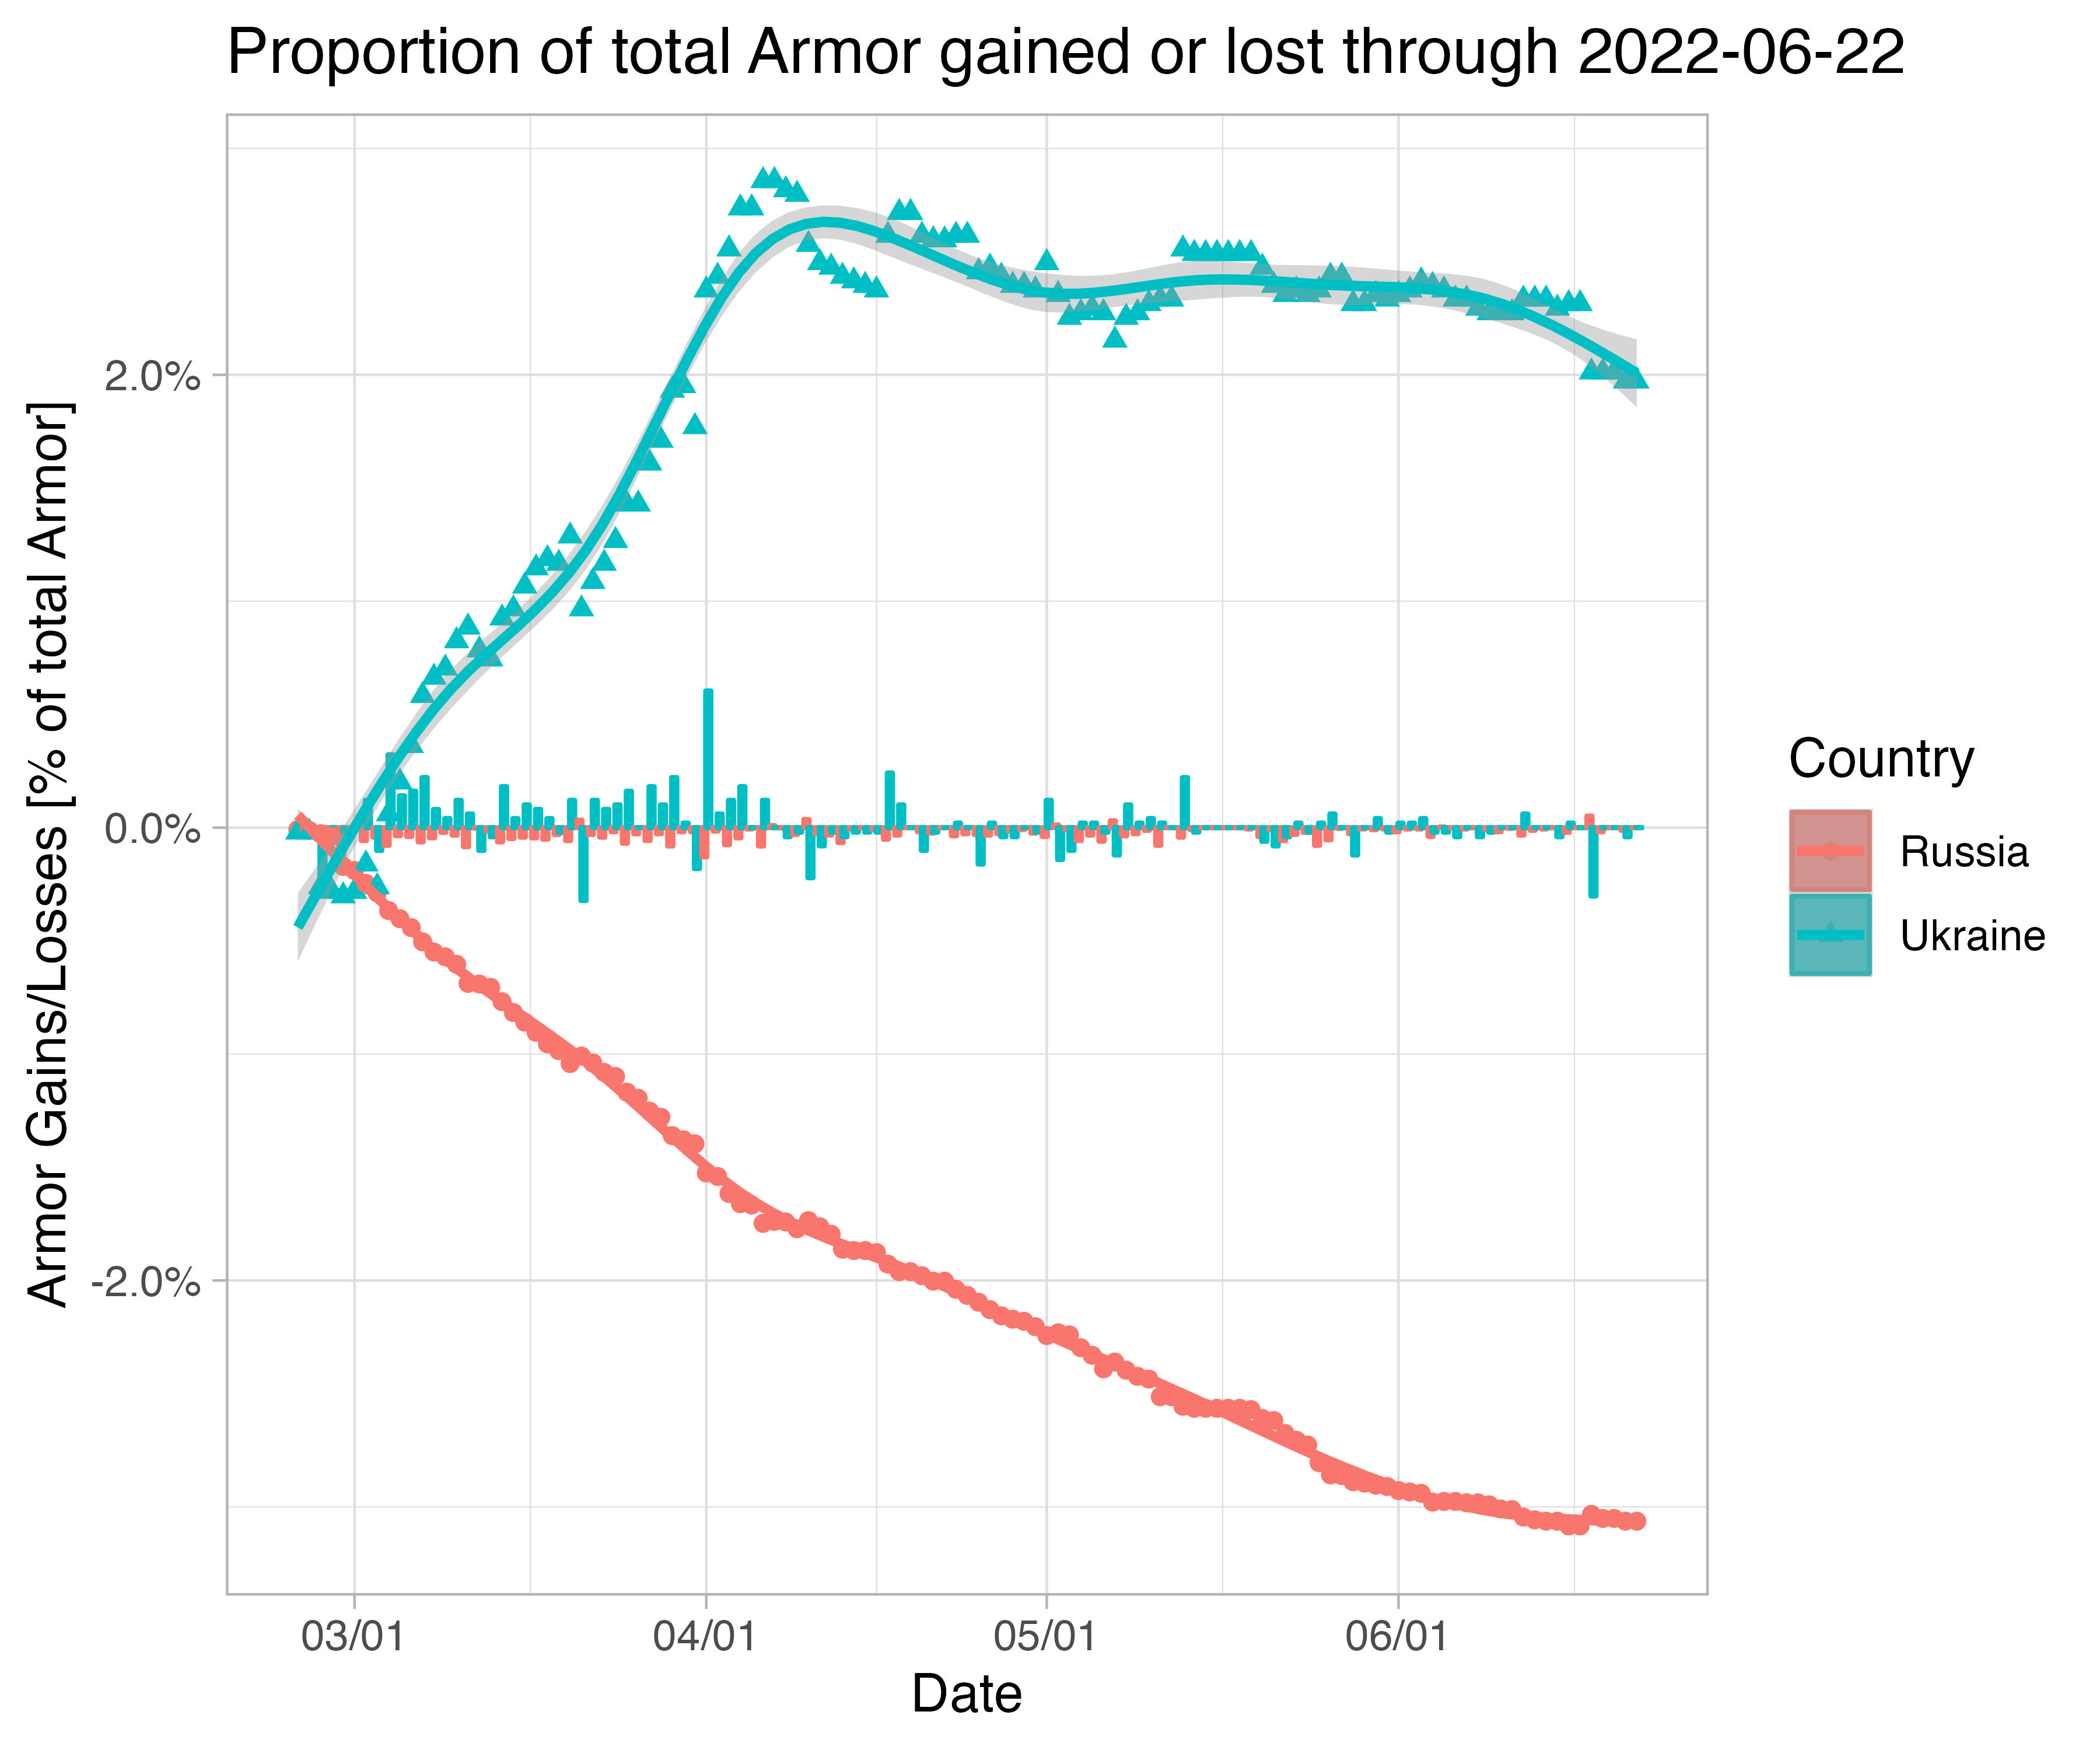 Proportion of total Armor gained or lost through 2022-06-22
Armor Gains/Losses [% of total Armor]
2.0%
0.0%
-2.0%
03/01
04/01
05/01
06/01
Date
Country
Russia
Ukraine